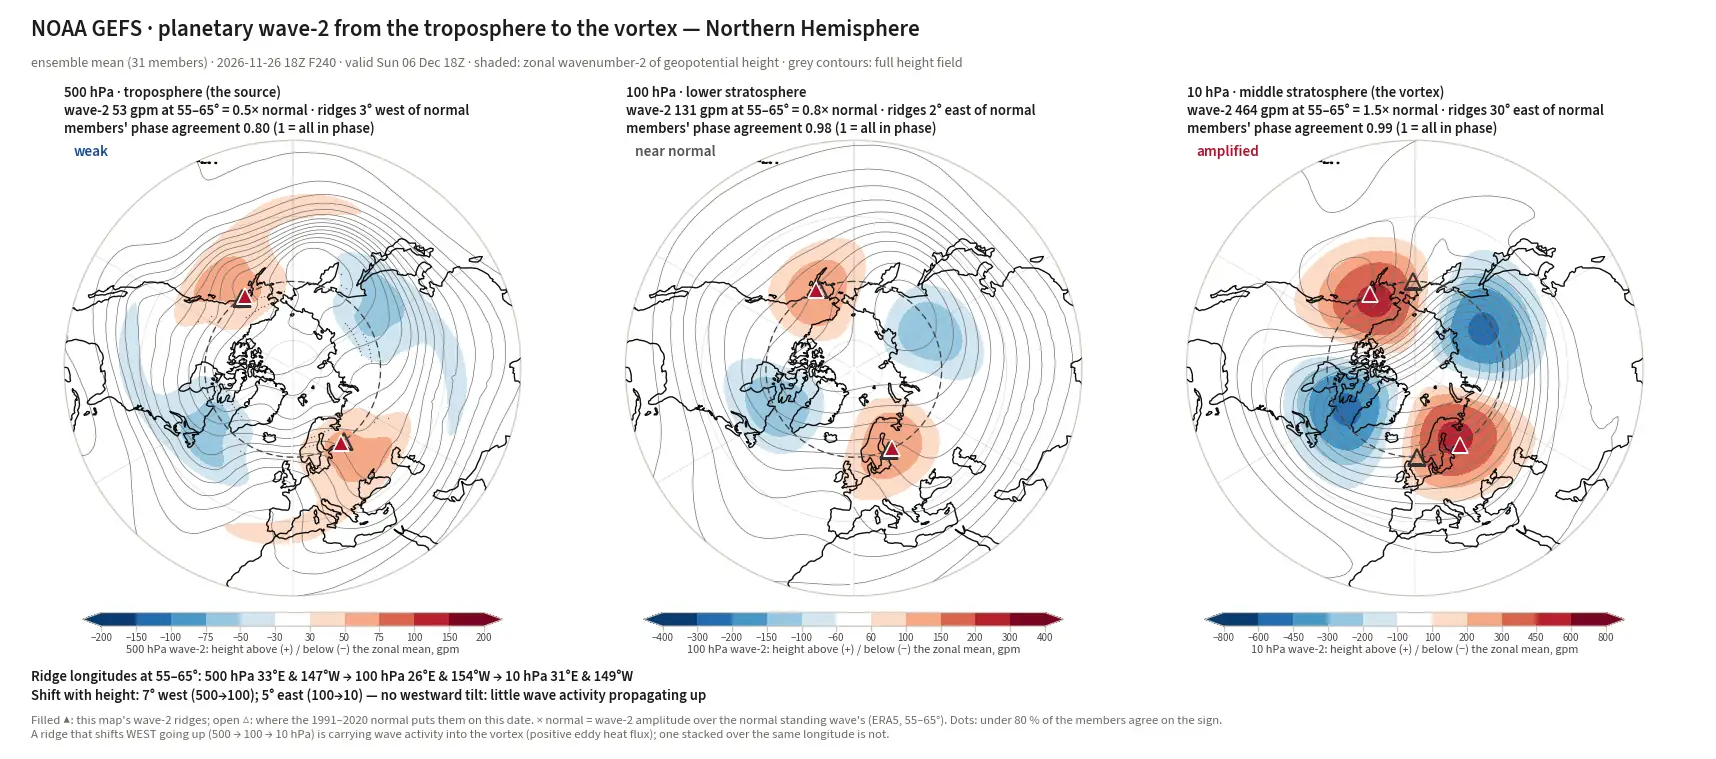 NOAA GEFS · planetary wave-2 from the troposphere to the vortex — Northern Hemisphere
ensemble mean (31 members) · 2026-11-26 18Z F240 · valid Sun 06 Dec 18Z · shaded: zonal wavenumber-2 of geopotential height · grey contours: full height field
500 hPa · troposphere (the source)
wave-2 53 gpm at 55–65° = 0.5× normal · ridges 3° west of normal
members' phase agreement 0.80 (1 = all in phase)
weak
100 hPa · lower stratosphere
wave-2 131 gpm at 55–65° = 0.8× normal · ridges 2° east of normal
members' phase agreement 0.98 (1 = all in phase)
near normal
10 hPa · middle stratosphere (the vortex)
wave-2 464 gpm at 55–65° = 1.5× normal · ridges 30° east of normal
members' phase agreement 0.99 (1 = all in phase)
amplified
−200 −150 −100 −75 −50 −30 30 50 75 100 150 200
500 hPa wave-2: height above (+) / below (−) the zonal mean, gpm
−400 −300 −200 −150 −100 −60 60 100 150 200 300 400
100 hPa wave-2: height above (+) / below (−) the zonal mean, gpm
−800 −600 −450 −300 −200 −100 100 200 300 450 600 800
10 hPa wave-2: height above (+) / below (−) the zonal mean, gpm
Ridge longitudes at 55–65°: 500 hPa 33°E & 147°W → 100 hPa 26°E & 154°W → 10 hPa 31°E & 149°W
Shift with height: 7° west (500→100); 5° east (100→10) — no westward tilt: little wave activity propagating up
Filled ▲: this map's wave-2 ridges; open △: where the 1991–2020 normal puts them on this date. × normal = wave-2 amplitude over the normal standing wave's (ERA5, 55–65°). Dots: under 80 % of the members agree on the sign.
A ridge that shifts WEST going up (500 → 100 → 10 hPa) is carrying wave activity into the vortex (positive eddy heat flux); one stacked over the same longitude is not.